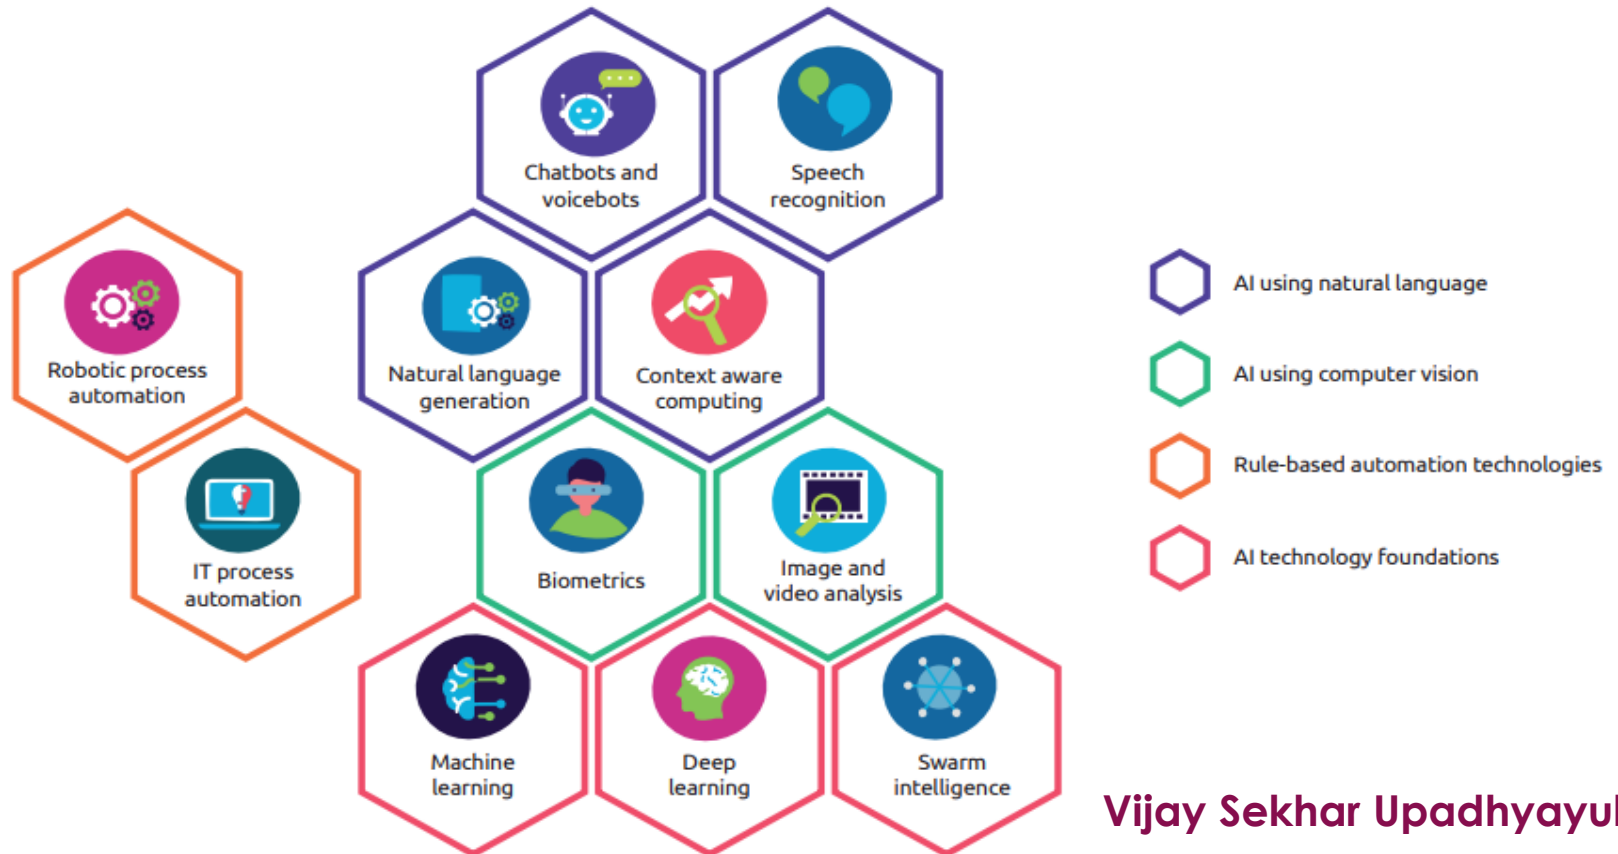 Chatbots and
voicebots
Speech
recognition
Robotic process
automation
Natural language
generation
Context aware
computing
IT process
automation
Biometrics
Image and
video analysis
Machine
learning
Deep
learning
Swarm
intelligence
AI using natural language
AI using computer vision
Rule-based automation technologies
AI technology foundations
Vijay Sekhar